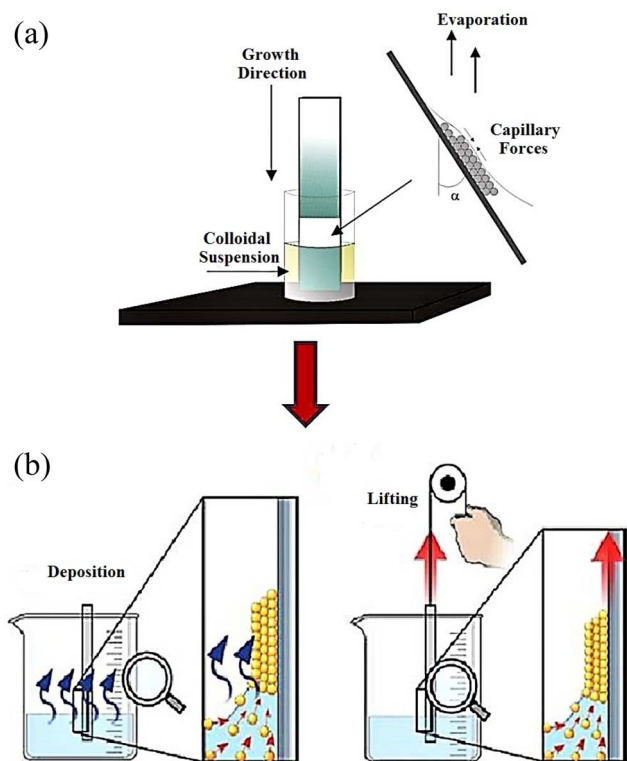 (a)
Evaporation
Growth
Direction
Capillary
Forces
α
Colloidal
Suspension
(b)
Lifting
Deposition